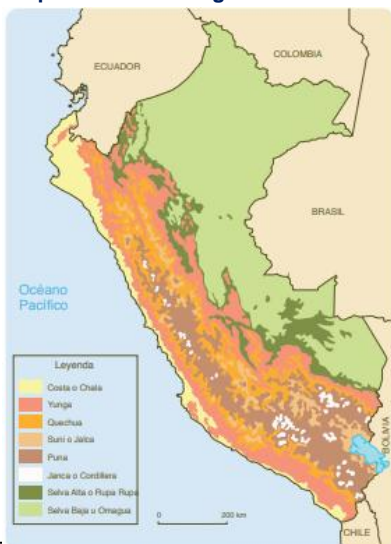 ECUADOR
COLOMBIA
BRASIL
Océano
Pacífico
BOLIVIA
CHILE
Leyenda
Costa o Chala
Yunga
Quechua
Suni o Jalca
Puna
Janca o Cordillera
Selva Alta o Rupa Rupa
Selva Baja u Omagua
0 200 km